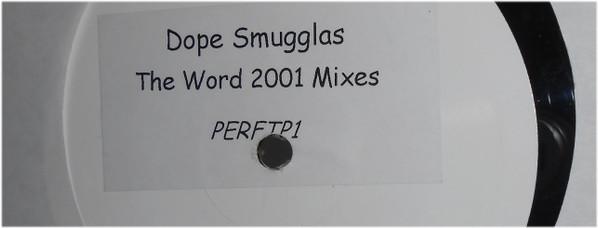 Dope Smugglas
The Word 2001 Mixes
PERFTP1